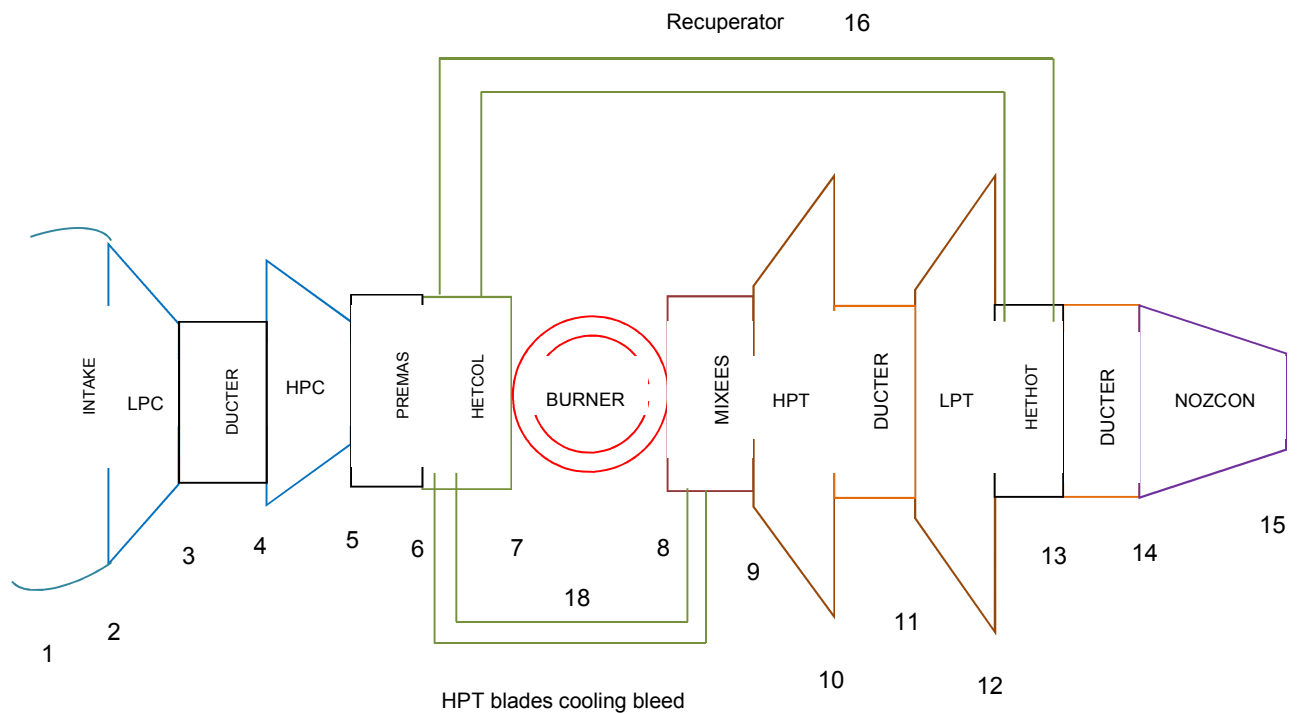 Recuperator 16
INTAKE
LPC
DUCTER
HPC
PREMAS
HETCOL
BURNER
MIXEES
HPT
DUCTER
LPT
HETHOT
DUCTER
NOZCON
1
2
3
4
5
6
7
18
8
9
10
11
12
13
14
15
HPT blades cooling bleed